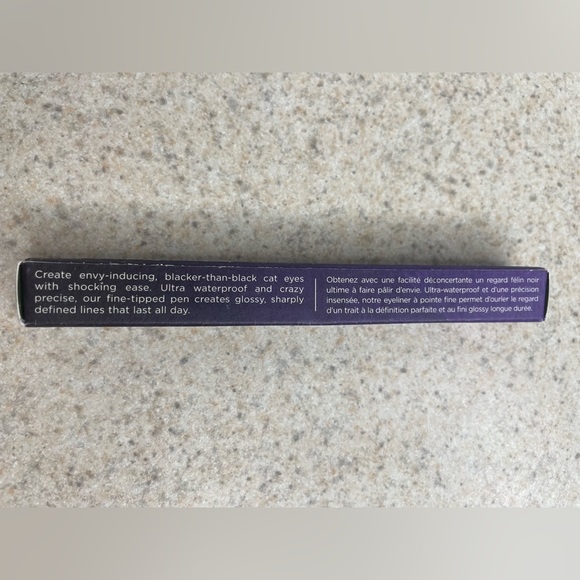 Create envy-inducing, blacker-than-black cat eyes
with shocking ease. Ultra waterproof and crazy
precise, our fine-tipped pen creates glossy, sharply
defined lines that last all day.
Obtenez avec une facilité déconcertante un regard félin noir
ultime à faire pâlir d'envie. Ultra-waterproof et d'une précision
insensée, notre eyeliner à pointe fine permet d'ourler le regard
d'un trait à la définition parfaite et au fini glossy longue durée.